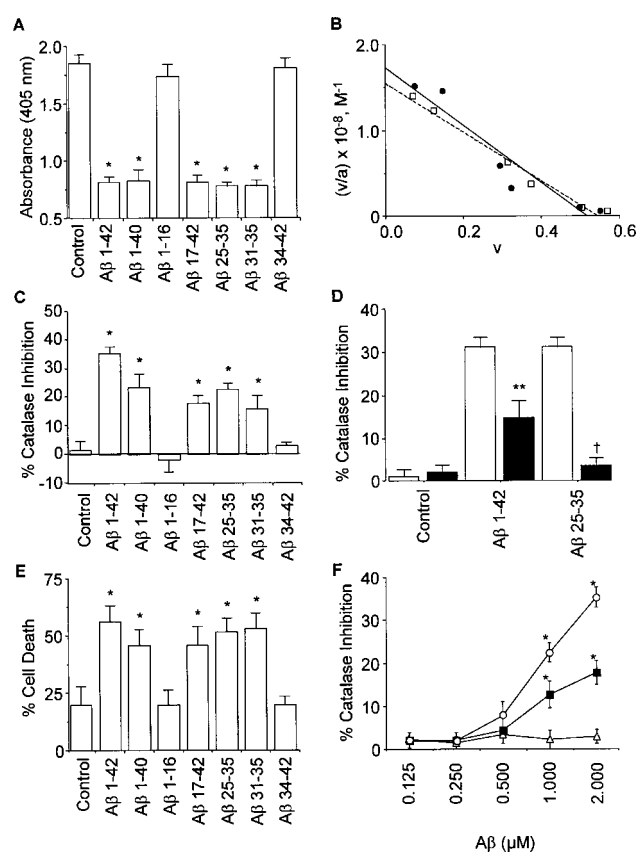 A
Absorbance (405 nm)
2.0
1.5
1.0
0.5
* * * * *
Control
Aβ 1-42
Aβ 1-40
Aβ 1-16
Aβ 17-42
Aβ 25-35
Aβ 31-35
Aβ 34-42
B
(v/a) x 10⁻⁸, M⁻¹
2.0
1.5
1.0
0.5
0
0.0 0.2 0.4 0.6
v
C
% Catalase Inhibition
50
40
30
20
10
0
-10
* * * * *
Control
Aβ 1-42
Aβ 1-40
Aβ 1-16
Aβ 17-42
Aβ 25-35
Aβ 31-35
Aβ 34-42
D
% Catalase Inhibition
40
30
20
10
0
**
†
Control
Aβ 1-42
Aβ 25-35
E
% Cell Death
75
50
25
0
* * * * *
Control
Aβ 1-42
Aβ 1-40
Aβ 1-16
Aβ 17-42
Aβ 25-35
Aβ 31-35
Aβ 34-42
F
% Catalase Inhibition
40
30
20
10
0
* * * *
0.125
0.250
0.500
1.000
2.000
Aβ (µM)